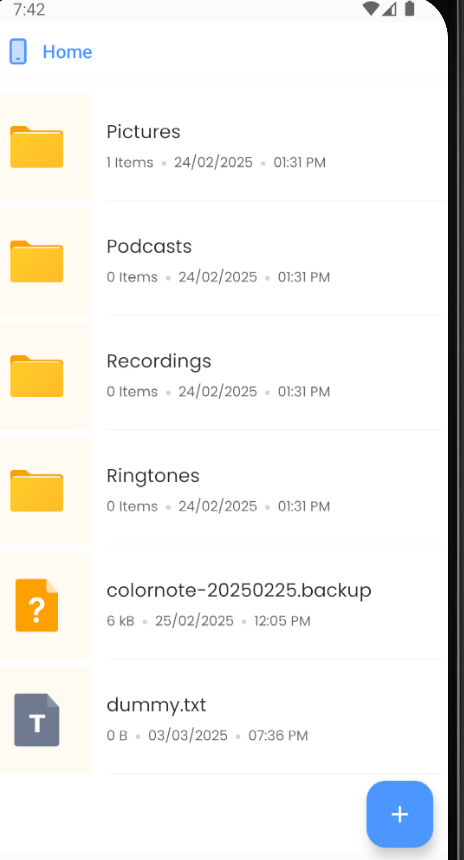 7:42
Home
Pictures
1 Items • 24/02/2025 • 01:31 PM
Podcasts
0 Items • 24/02/2025 • 01:31 PM
Recordings
0 Items • 24/02/2025 • 01:31 PM
Ringtones
0 Items • 24/02/2025 • 01:31 PM
?
colornote-20250225.backup
6 kB • 25/02/2025 • 12:05 PM
T
dummy.txt
0 B • 03/03/2025 • 07:36 PM
+